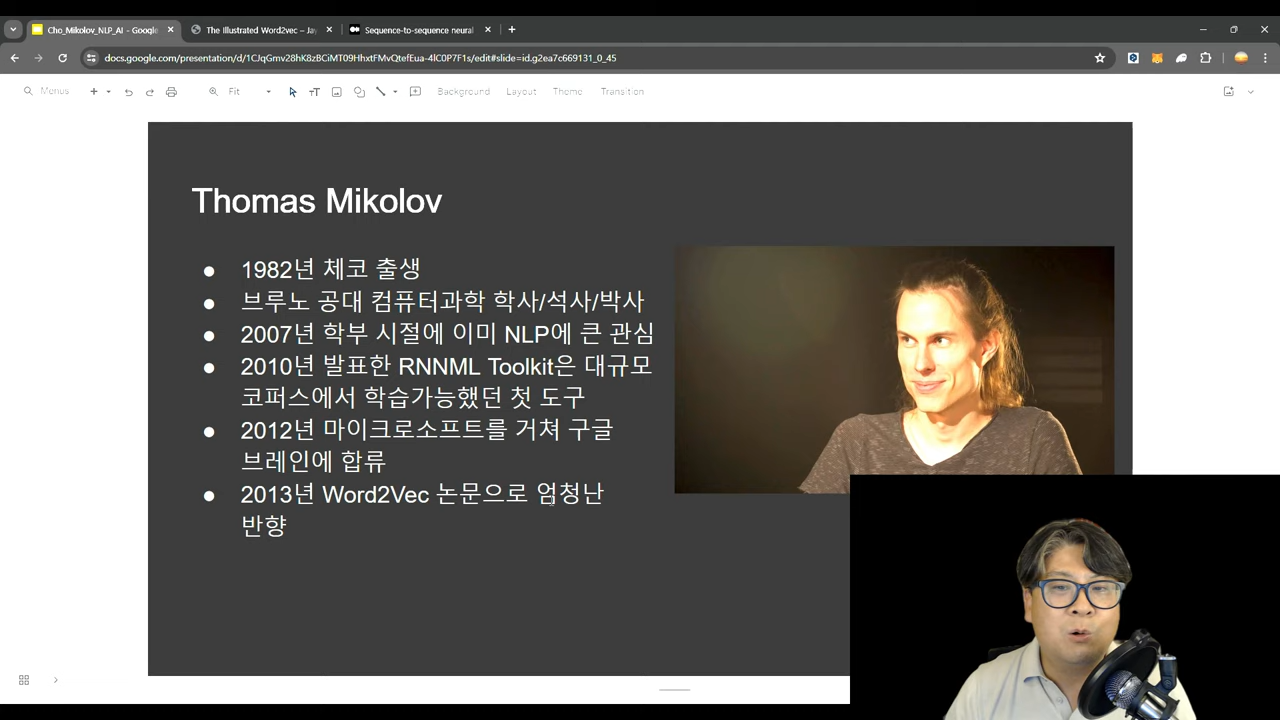 Cho_Mikolov_NLP_AI - Google
The Illustrated Word2vec – Jay
Sequence-to-sequence neural
docs.google.com/presentation/d/1CJqGmv28hK8zBCiMT09HhxtFMvQtefEua-4lC0P7F1s/edit#slide=id.g2ea7c669131_0_45
Menus
Fit
Background
Layout
Theme
Transition
Thomas Mikolov
● 1982년 체코 출생
● 브루노 공대 컴퓨터과학 학사/석사/박사
● 2007년 학부 시절에 이미 NLP에 큰 관심
● 2010년 발표한 RNNML Toolkit은 대규모
코퍼스에서 학습가능했던 첫 도구
● 2012년 마이크로소프트를 거쳐 구글
브레인에 합류
● 2013년 Word2Vec 논문으로 엄청난
반향